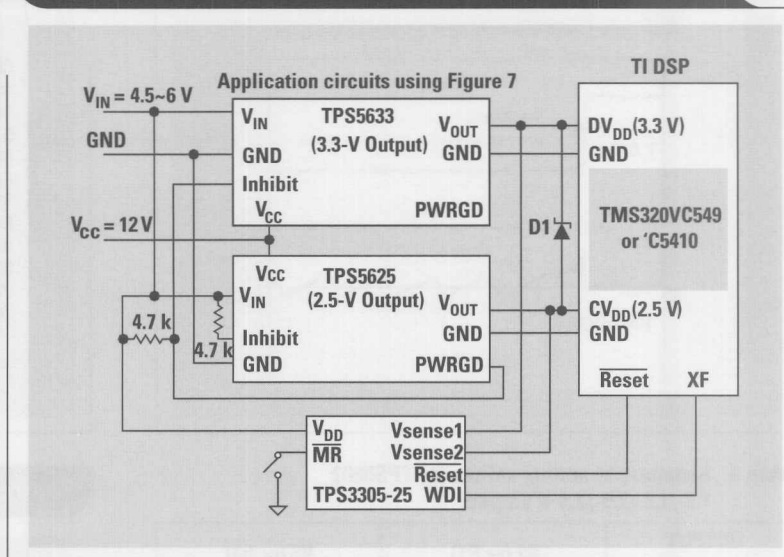 Application circuits using Figure 7
TI DSP
V_IN = 4.5~6 V
GND
V_CC = 12 V
V_IN
GND
Inhibit
V_CC
TPS5633
(3.3-V Output)
V_OUT
GND
PWRGD
DV_DD (3.3 V)
GND
TMS320VC549
or 'C5410
D1
V_CC
V_IN
Inhibit
GND
TPS5625
(2.5-V Output)
V_OUT
GND
PWRGD
CV_DD (2.5 V)
GND
Reset XF
4.7 k
4.7 k
V_DD
MR
TPS3305-25
Vsense1
Vsense2
Reset
WDI